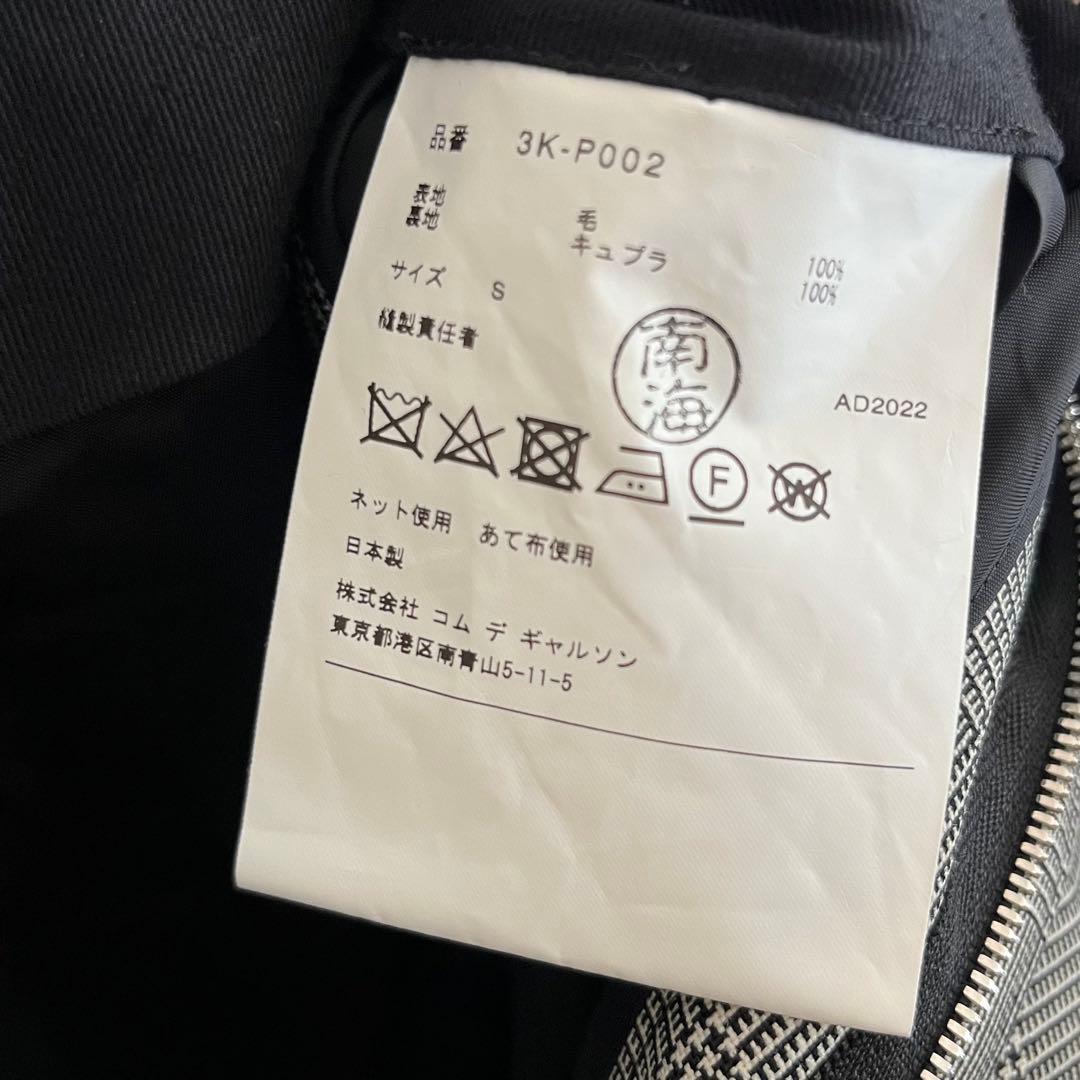 品番 3K-P002
表地 毛 100%
裏地 キュプラ 100%
サイズ S
縫製責任者
南海
AD2022
F
W
ネット使用 あて布使用
日本製
株式会社 コム デ ギャルソン
東京都港区南青山5-11-5